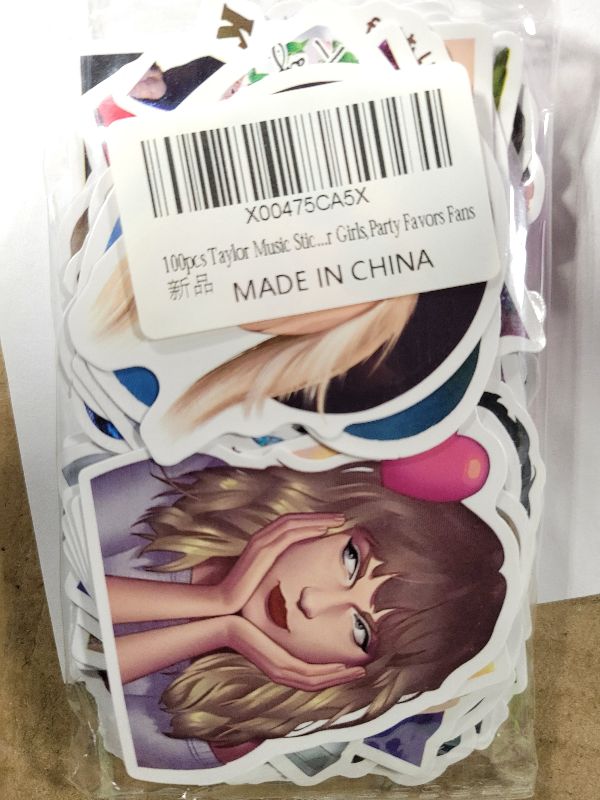 X00475CA5X
100pcs Taylor Music Stic...r Girls,Party Favors Fans
新品 MADE IN CHINA